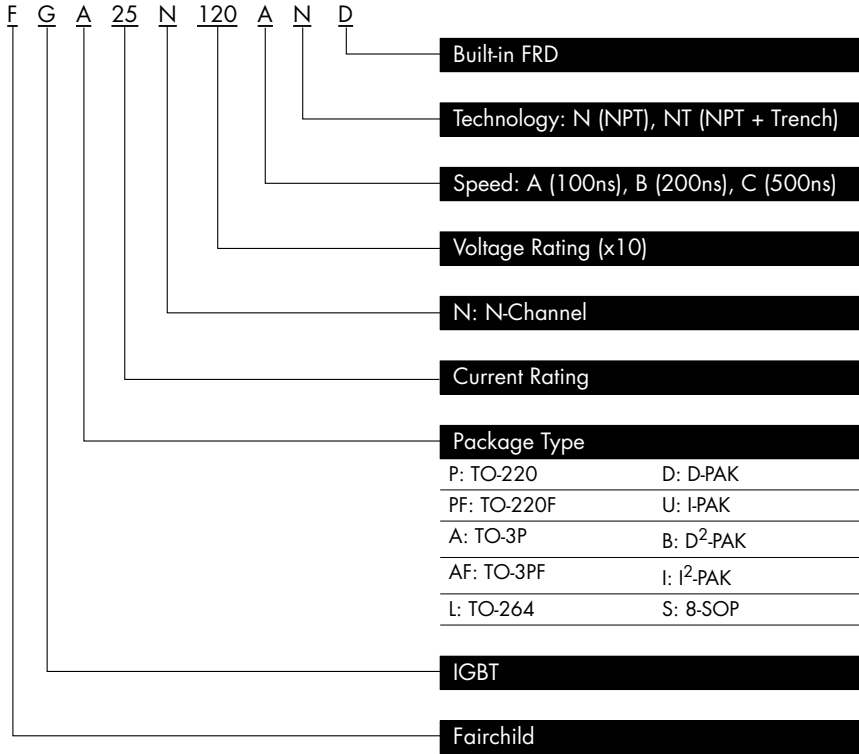 F G A 25 N 120 A N D
Built-in FRD
Technology: N (NPT), NT (NPT + Trench)
Speed: A (100ns), B (200ns), C (500ns)
Voltage Rating (x10)
N: N-Channel
Current Rating
Package Type
P: TO-220 D: D-PAK
PF: TO-220F U: I-PAK
A: TO-3P B: D²-PAK
AF: TO-3PF I: I²-PAK
L: TO-264 S: 8-SOP
IGBT
Fairchild